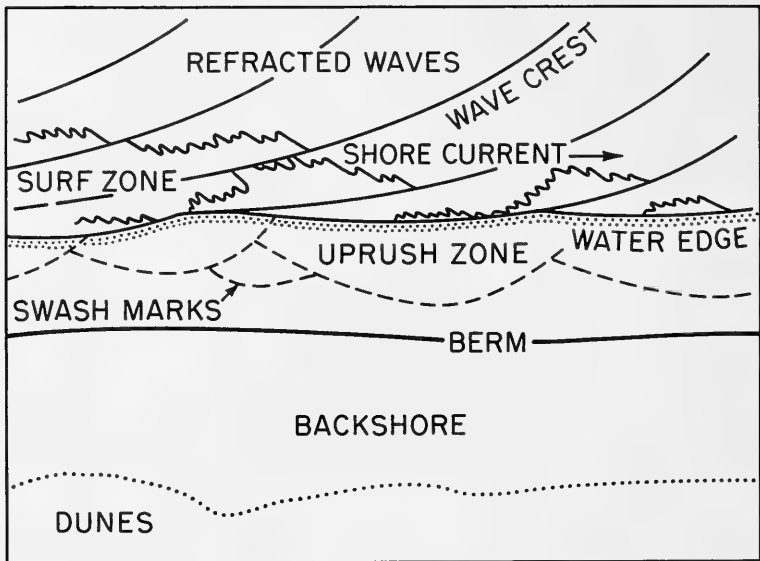 REFRACTED WAVES
WAVE CREST
SHORE CURRENT
SURF ZONE
UPRUSH ZONE
WATER EDGE
SWASH MARKS
BERM
BACKSHORE
DUNES